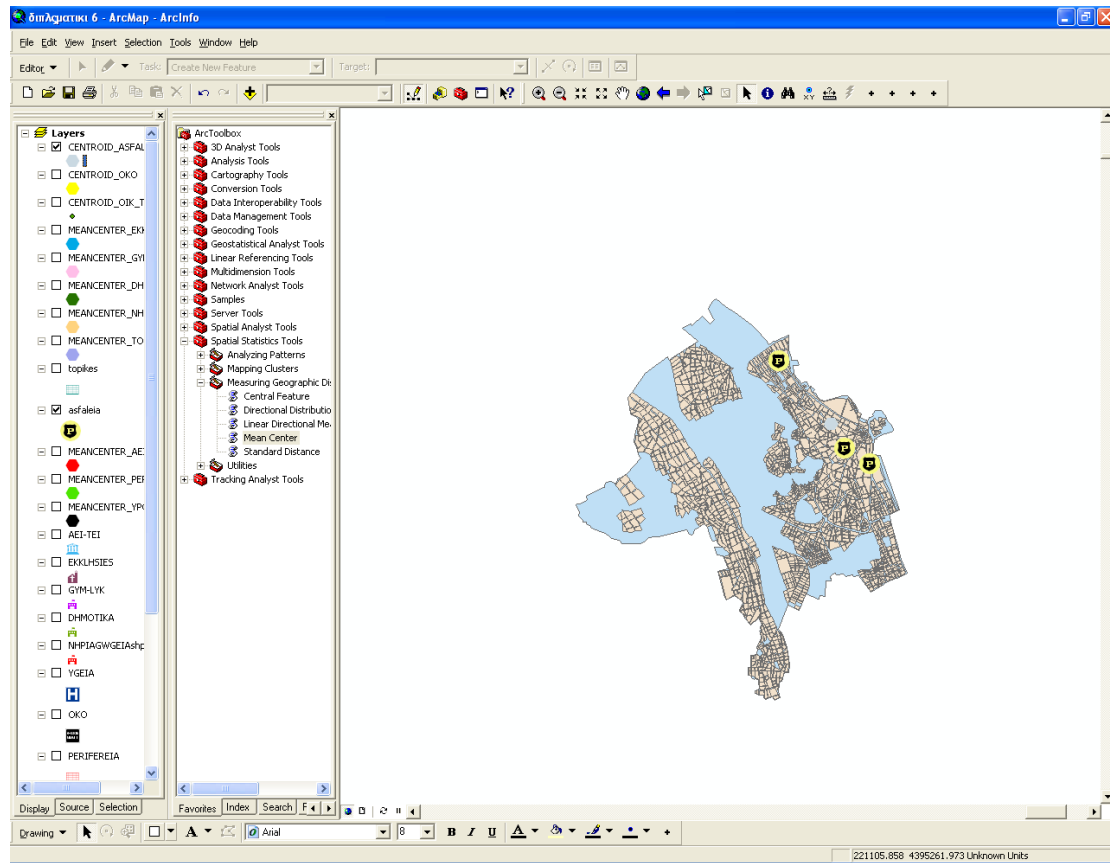 διπλωματικι 6 - ArcMap - ArcInfo
File Edit View Insert Selection Tools Window Help
Editor Task: Create New Feature Target:
Layers
CENTROID_ASFAL
CENTROID_OKO
CENTROID_OIK_T
MEANCENTER_EKK
MEANCENTER_GYI
MEANCENTER_DH
MEANCENTER_NH
MEANCENTER_TO
topikes
asfaleia
P
MEANCENTER_AEI
MEANCENTER_PER
MEANCENTER_YPO
AEI-TEI
EKKLHSIES
GYM-LYK
DHMOTIKA
NHPIAGWGEIAshp
YGEIA
H
OKO
PERIFEREIA
Display Source Selection
ArcToolbox
3D Analyst Tools
Analysis Tools
Cartography Tools
Conversion Tools
Data Interoperability Tools
Data Management Tools
Geocoding Tools
Geostatistical Analyst Tools
Linear Referencing Tools
Multidimension Tools
Network Analyst Tools
Samples
Server Tools
Spatial Analyst Tools
Spatial Statistics Tools
Analyzing Patterns
Mapping Clusters
Measuring Geographic Di
Central Feature
Directional Distributio
Linear Directional Me
Mean Center
Standard Distance
Utilities
Tracking Analyst Tools
Favorites Index Search F
P
P
P
Drawing A Arial 8 B I U A
221105.858 4395261.973 Unknown Units